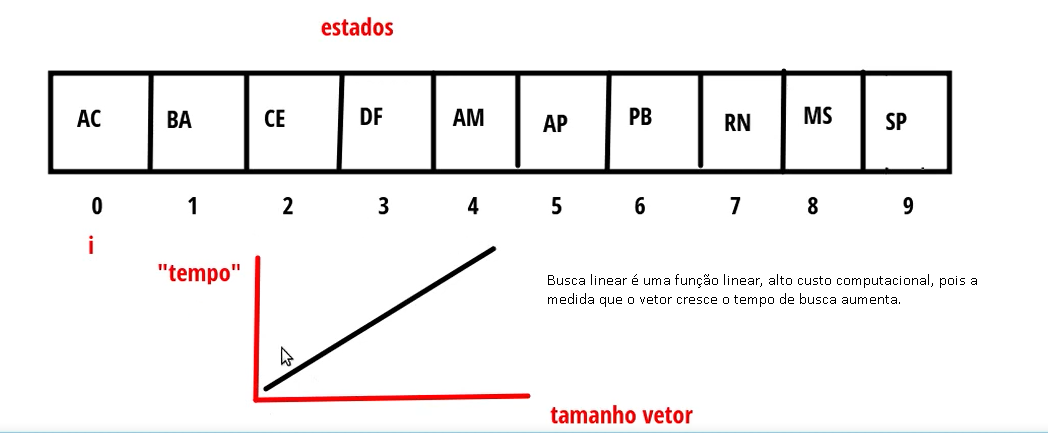 estados
AC BA CE DF AM AP PB RN MS SP
0 1 2 3 4 5 6 7 8 9
i
"tempo"
Busca linear é uma função linear, alto custo computacional, pois a
medida que o vetor cresce o tempo de busca aumenta.
tamanho vetor